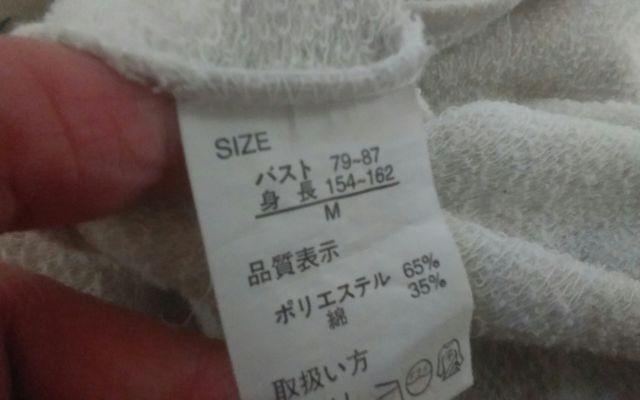 SIZE
バスト 79~87
身長 154~162
M
品質表示
ポリエステル 65%
綿 35%
取扱い方